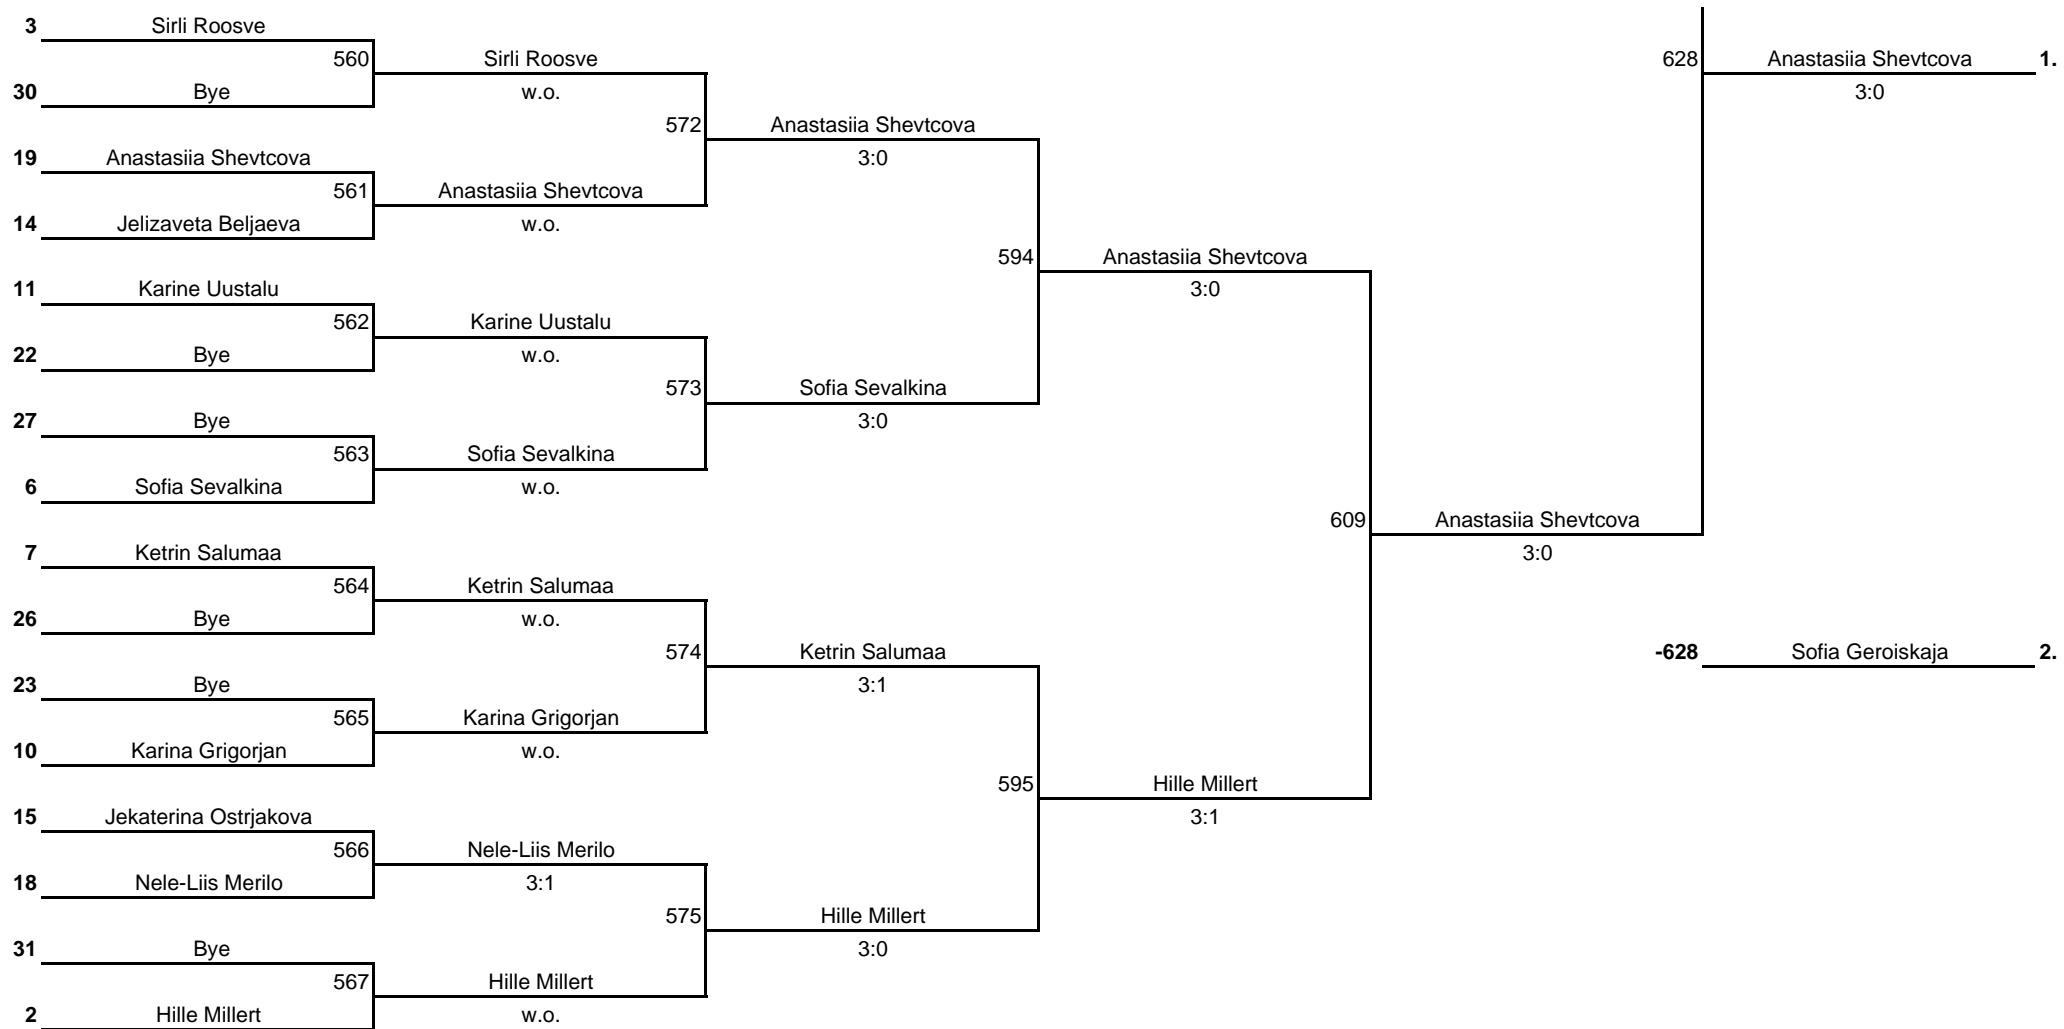 3 Sirli Roosve
560 Sirli Roosve 628 Anastasiia Shevtcova 1.
30 Bye w.o. 3:0
572 Anastasiia Shevtcova
19 Anastasiia Shevtcova 3:0
561 Anastasiia Shevtcova
14 Jelizaveta Beljaeva w.o.
594 Anastasiia Shevtcova
11 Karine Uustalu 3:0
562 Karine Uustalu
22 Bye w.o.
573 Sofia Sevalkina
27 Bye 3:0
563 Sofia Sevalkina
6 Sofia Sevalkina w.o.
609 Anastasiia Shevtcova
7 Ketrin Salumaa 3:0
564 Ketrin Salumaa
26 Bye w.o.
574 Ketrin Salumaa -628 Sofia Geroiskaja 2.
23 Bye 3:1
565 Karina Grigorjan
10 Karina Grigorjan w.o.
595 Hille Millert
15 Jekaterina Ostrjakova 3:1
566 Nele-Liis Merilo
18 Nele-Liis Merilo 3:1
575 Hille Millert
31 Bye 3:0
567 Hille Millert
2 Hille Millert w.o.